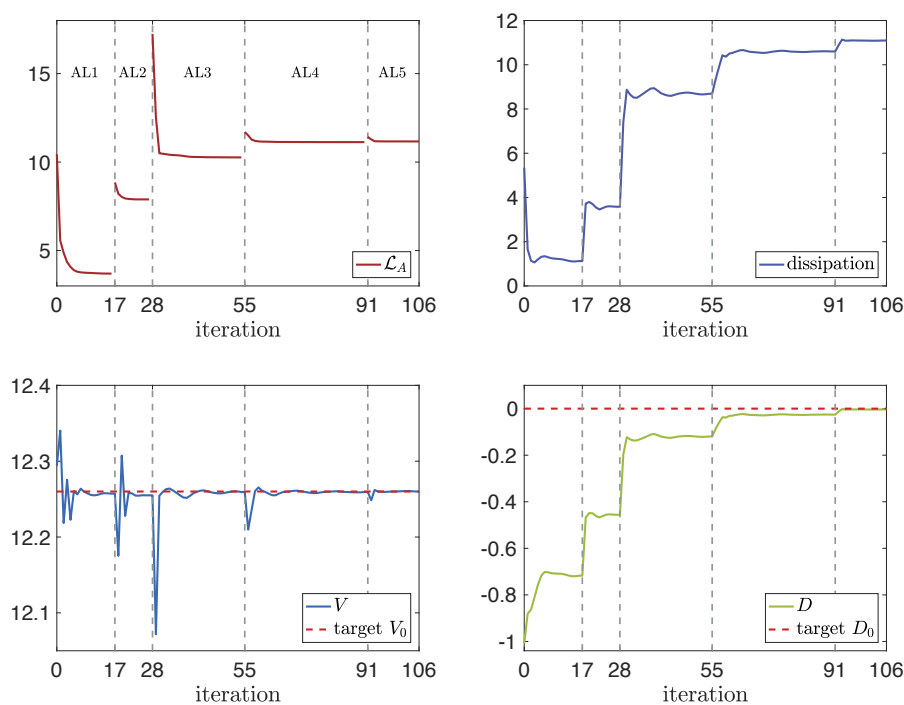 15
10
5
AL1
AL2
AL3
AL4
AL5
ℒ_A
0
17
28
55
91
106
iteration
12
10
8
6
4
2
0
dissipation
0
17
28
55
91
106
iteration
12.4
12.3
12.2
12.1
V
target V₀
0
17
28
55
91
106
iteration
0
-0.2
-0.4
-0.6
-0.8
-1
D
target D₀
0
17
28
55
91
106
iteration